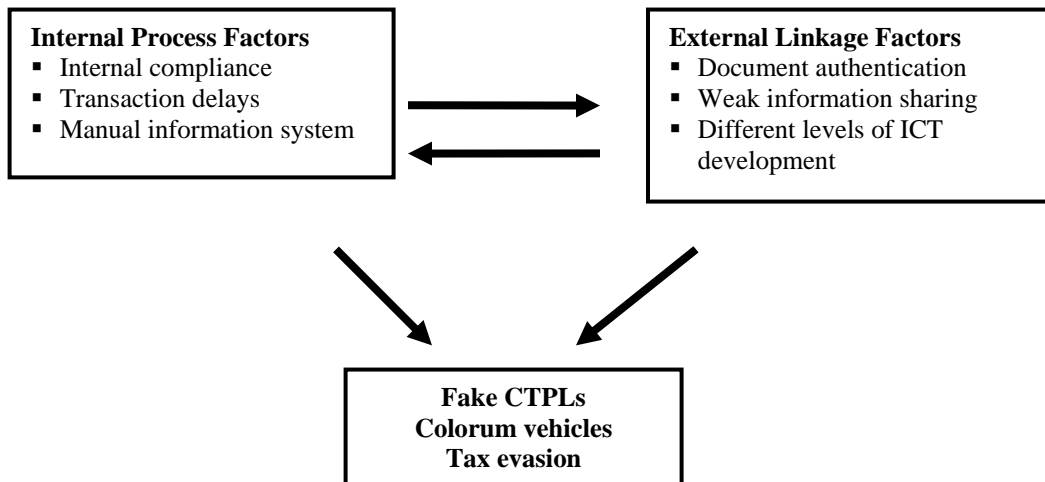 Internal Process Factors
▪ Internal compliance
▪ Transaction delays
▪ Manual information system
External Linkage Factors
▪ Document authentication
▪ Weak information sharing
▪ Different levels of ICT
development
Fake CTPLs
Colorum vehicles
Tax evasion